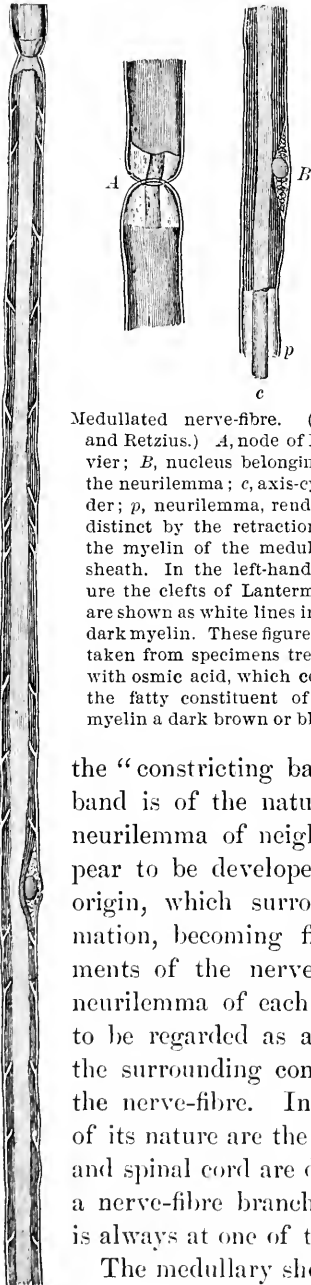 A
B
p
c
Medullated nerve-fibre. (
and Retzius.) A, node of
vier; B, nucleus belongin
the neurilemma; c, axis-cy
der; p, neurilemma, rend
distinct by the retraction
the myelin of the medul
sheath. In the left-hand
ure the clefts of Lanterm
are shown as white lines in
dark myelin. These figure
taken from specimens tre
with osmic acid, which c
the fatty constituent of
myelin a dark brown or bl
the “constricting ba
band is of the natu
neurilemma of neigh
pear to be develope
origin, which surro
mation, becoming fi
ments of the nerve
neurilemma of each
to be regarded as a
the surrounding con
the nerve-fibre. In
of its nature are the
and spinal cord are
a nerve-fibre branch
is always at one of t
The medullary she